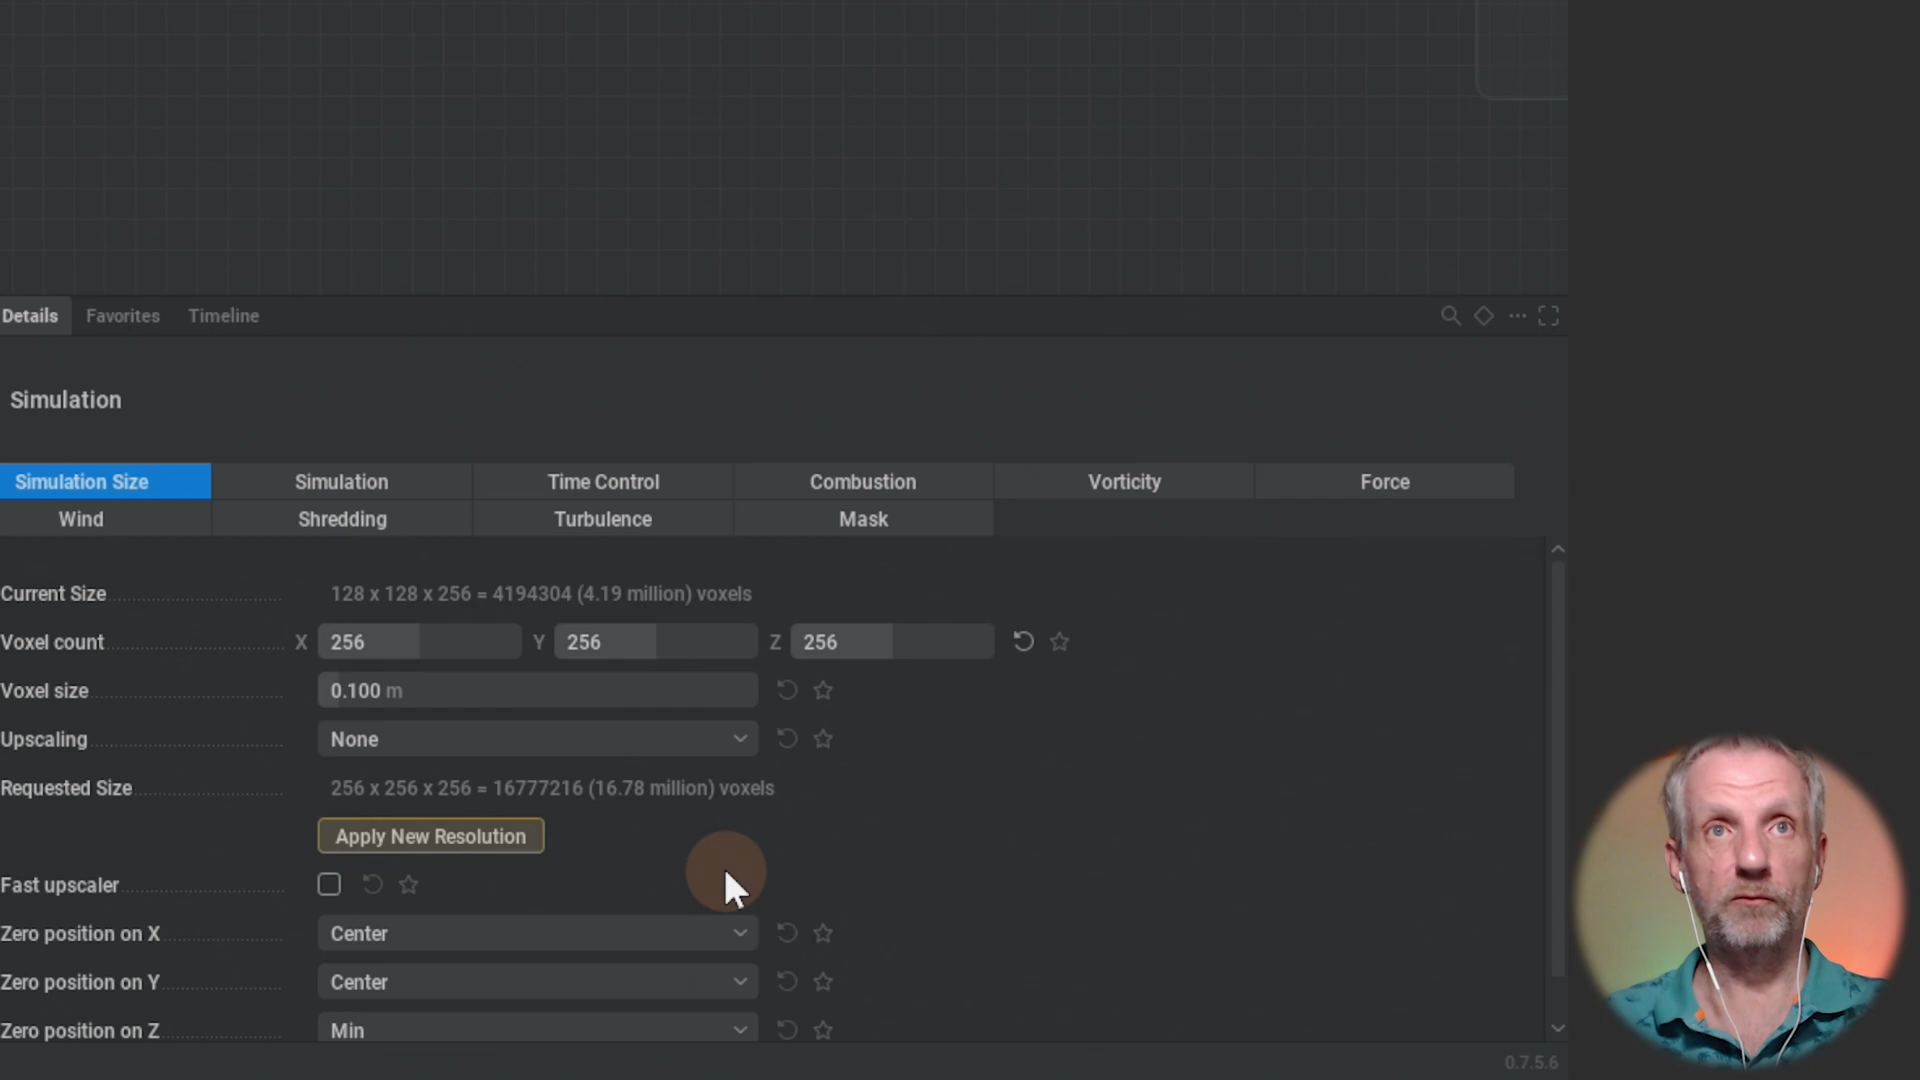 Details Favorites Timeline
Simulation
Simulation Size Simulation Time Control Combustion Vorticity Force
Wind Shredding Turbulence Mask
Current Size 128 x 128 x 256 = 4194304 (4.19 million) voxels
Voxel count X 256 Y 256 Z 256
Voxel size 0.100 m
Upscaling None
Requested Size 256 x 256 x 256 = 16777216 (16.78 million) voxels
Apply New Resolution
Fast upscaler
Zero position on X Center
Zero position on Y Center
Zero position on Z Min
0.7.5.6